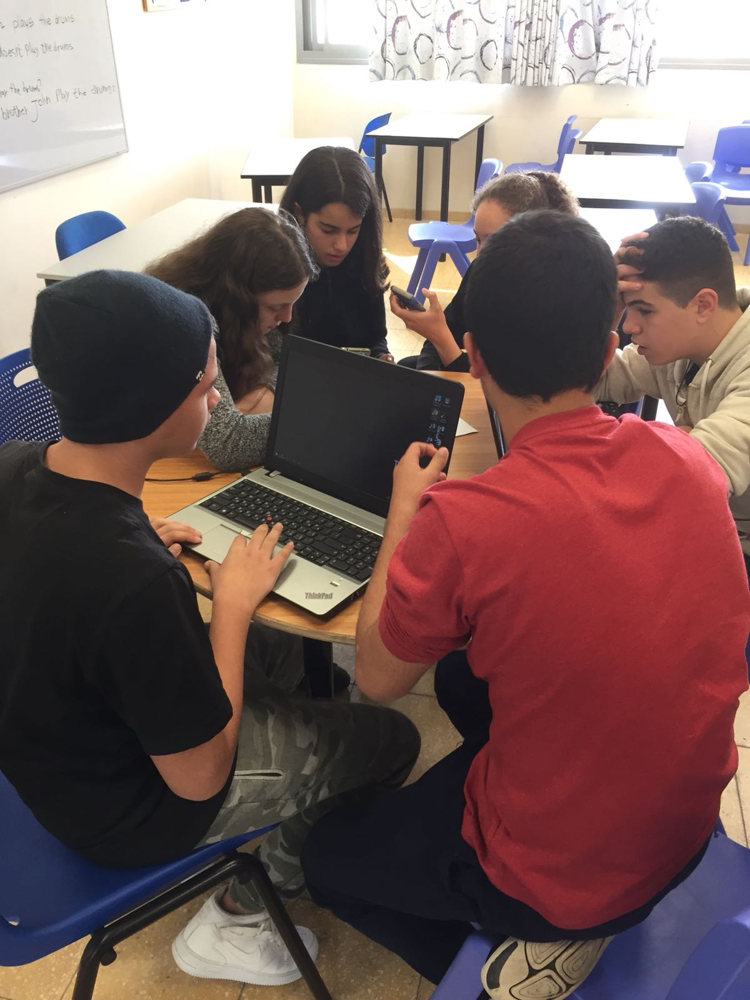 plays the drums
doesn't play the drums
the drums?
brother John Play the drums?
ThinkPad